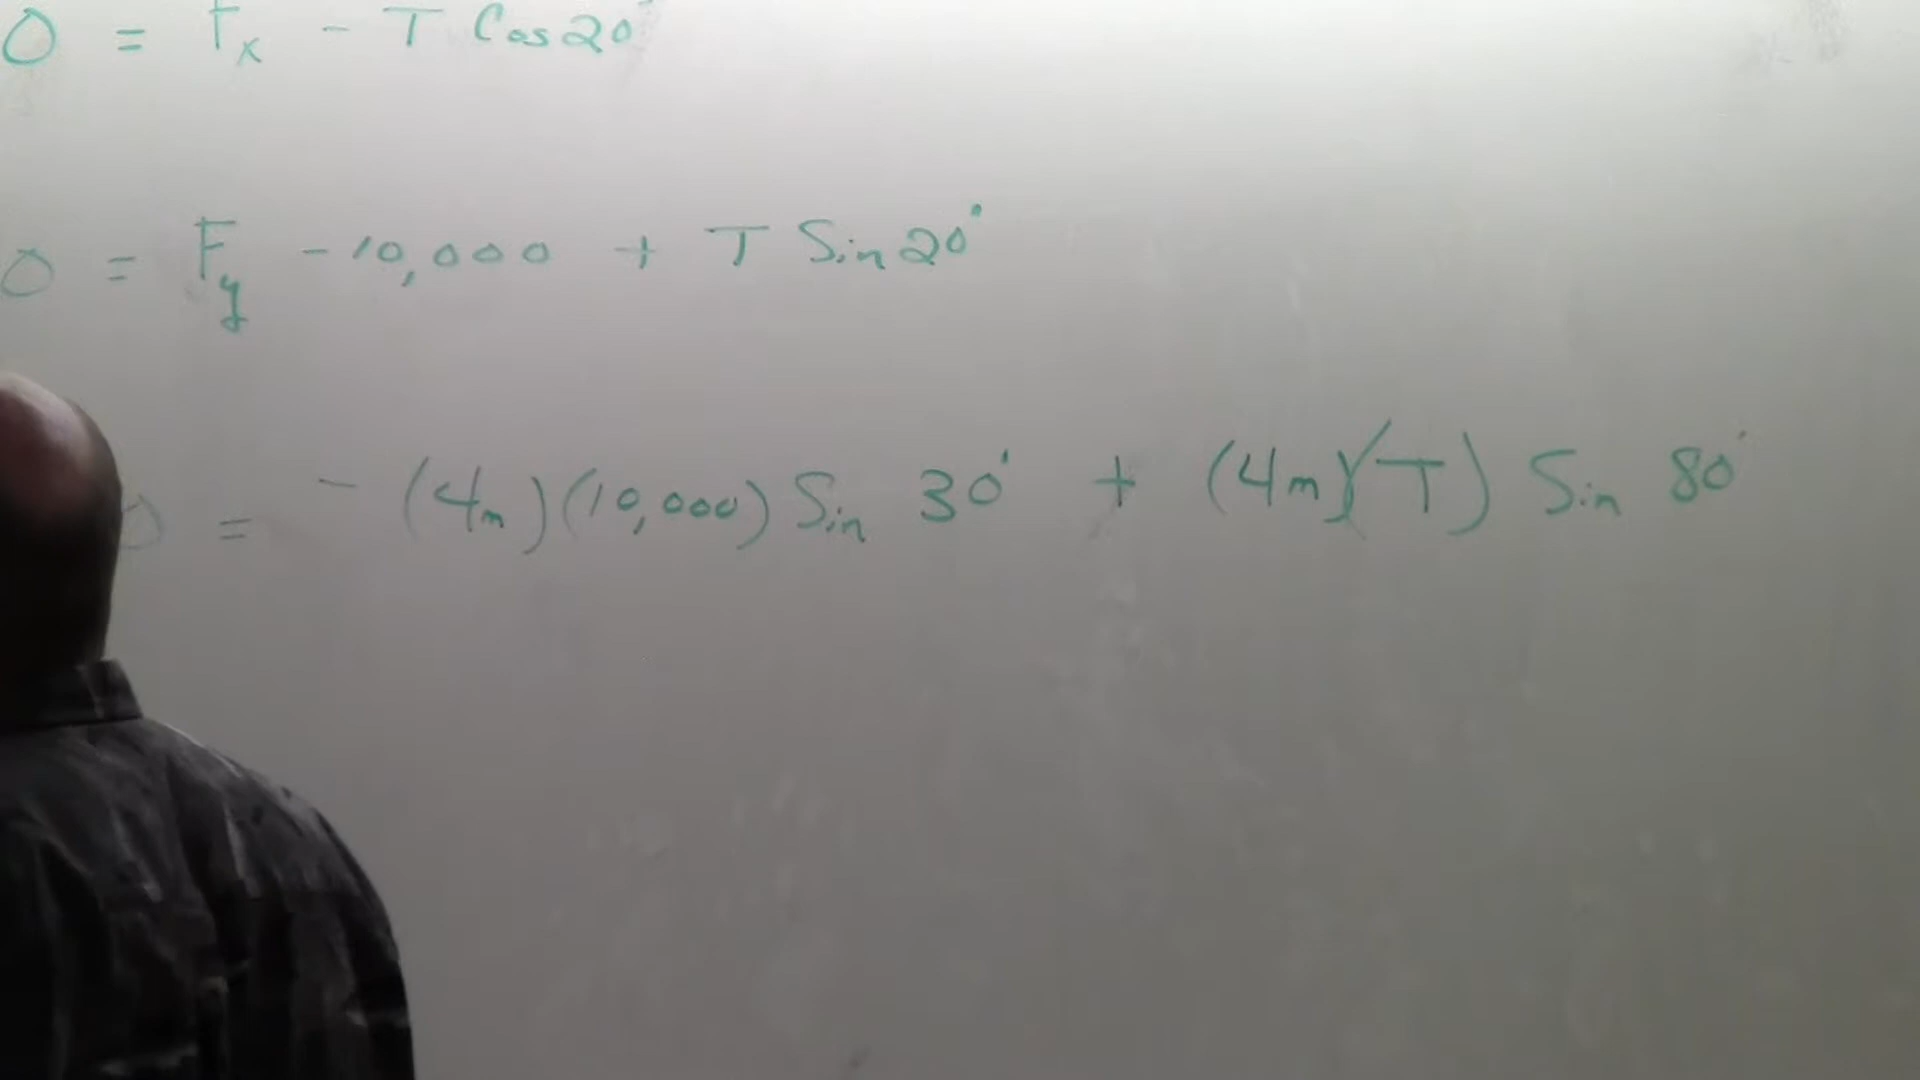 0 = Fx - T Cos 20°
0 = Fy - 10,000 + T Sin 20°
0 = - (4m)(10,000) Sin 30° + (4m)(T) Sin 80°